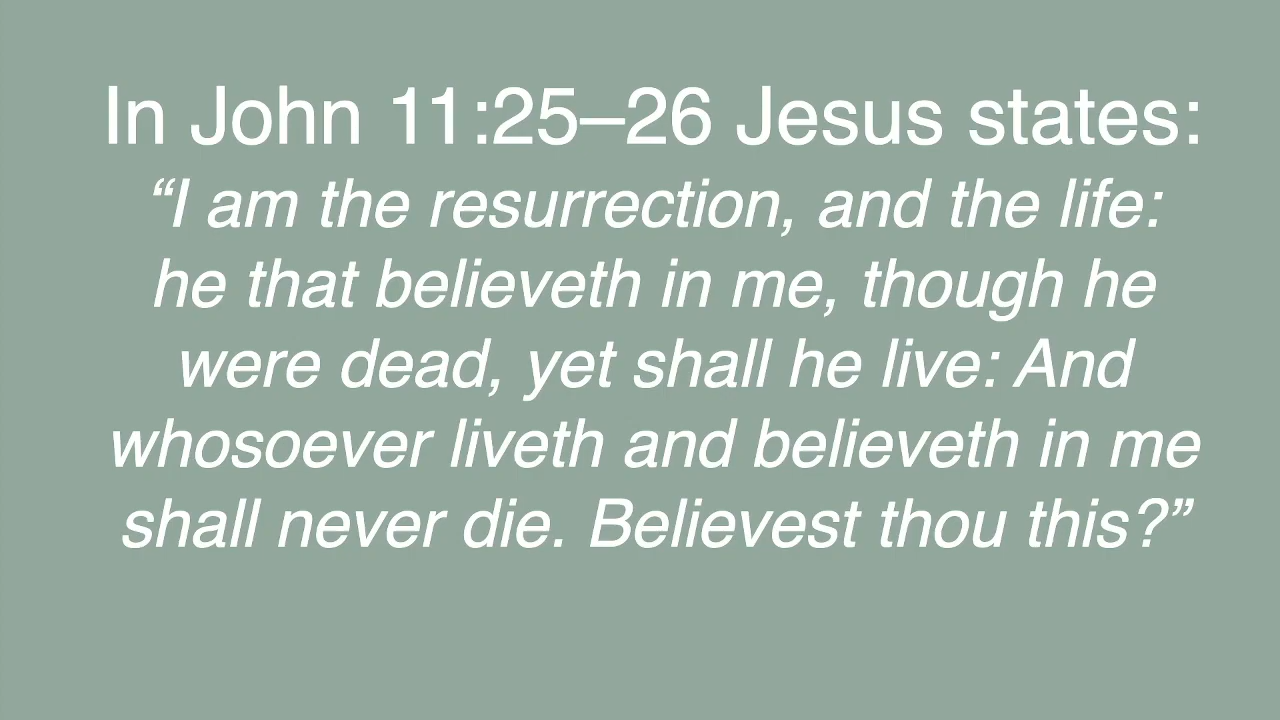 In John 11:25–26 Jesus states:
“I am the resurrection, and the life:
he that believeth in me, though he
were dead, yet shall he live: And
whosoever liveth and believeth in me
shall never die. Believest thou this?”